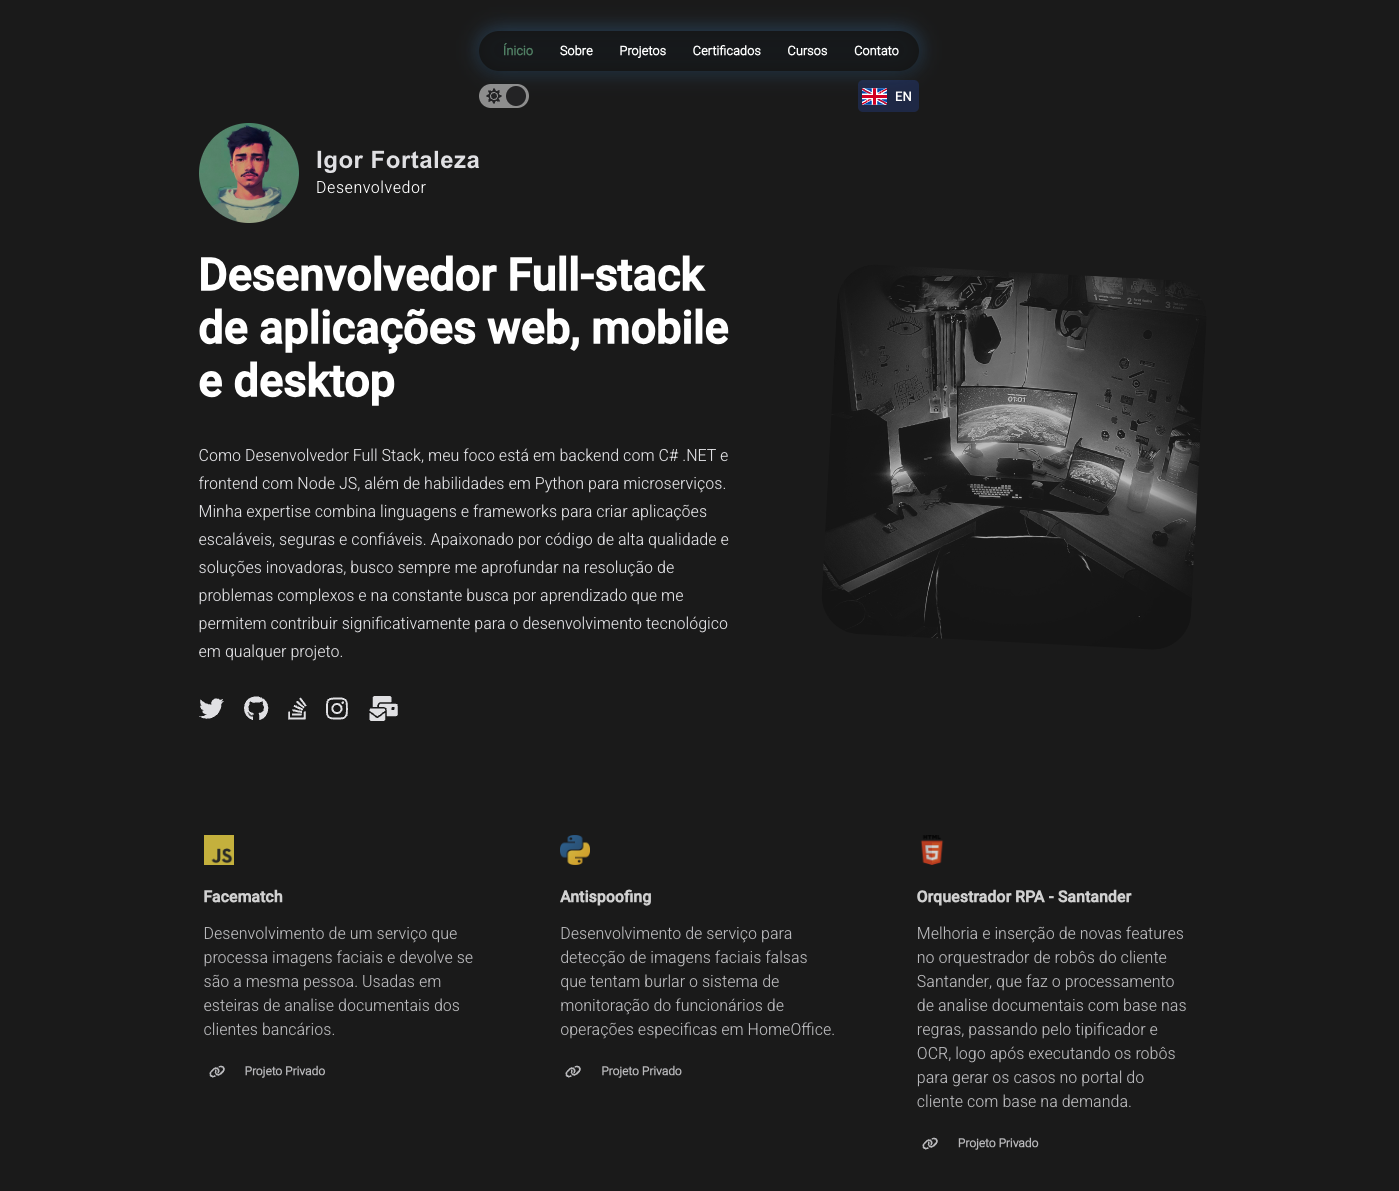 Ínicio Sobre Projetos Certificados Cursos Contato
EN
Igor Fortaleza
Desenvolvedor
Desenvolvedor Full-stack
de aplicações web, mobile
e desktop
Como Desenvolvedor Full Stack, meu foco está em backend com C# .NET e
frontend com Node JS, além de habilidades em Python para microserviços.
Minha expertise combina linguagens e frameworks para criar aplicações
escaláveis, seguras e confiáveis. Apaixonado por código de alta qualidade e
soluções inovadoras, busco sempre me aprofundar na resolução de
problemas complexos e na constante busca por aprendizado que me
permitem contribuir significativamente para o desenvolvimento tecnológico
em qualquer projeto.
JS
Facematch
Desenvolvimento de um serviço que
processa imagens faciais e devolve se
são a mesma pessoa. Usadas em
esteiras de analise documentais dos
clientes bancários.
Projeto Privado
Antispoofing
Desenvolvimento de serviço para
detecção de imagens faciais falsas
que tentam burlar o sistema de
monitoração do funcionários de
operações especificas em HomeOffice.
Projeto Privado
HTML
5
Orquestrador RPA - Santander
Melhoria e inserção de novas features
no orquestrador de robôs do cliente
Santander, que faz o processamento
de analise documentais com base nas
regras, passando pelo tipificador e
OCR, logo após executando os robôs
para gerar os casos no portal do
cliente com base na demanda.
Projeto Privado